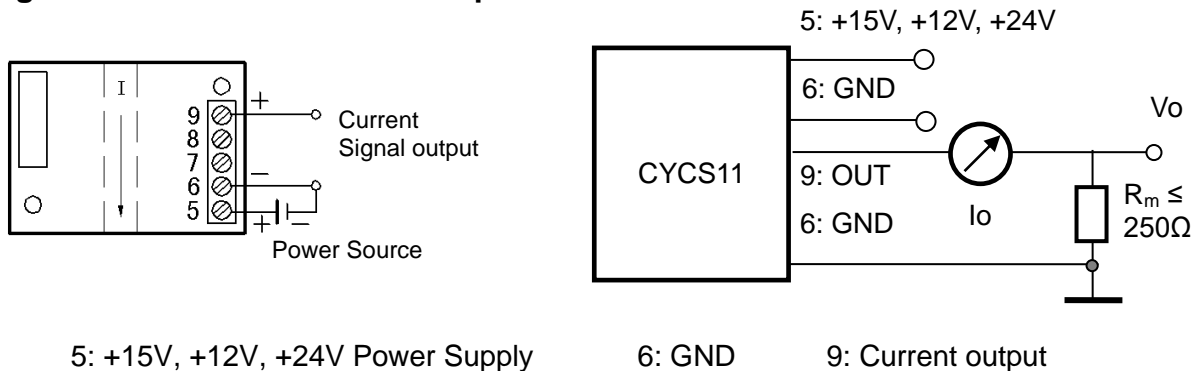 5: +15V, +12V, +24V
I
9
8
7
6
5
+
−
+
−
Current
Signal output
Power Source
CYCS11
6: GND
9: OUT
6: GND
Io
Vo
Rₘ ≤
250Ω
5: +15V, +12V, +24V Power Supply 6: GND 9: Current output